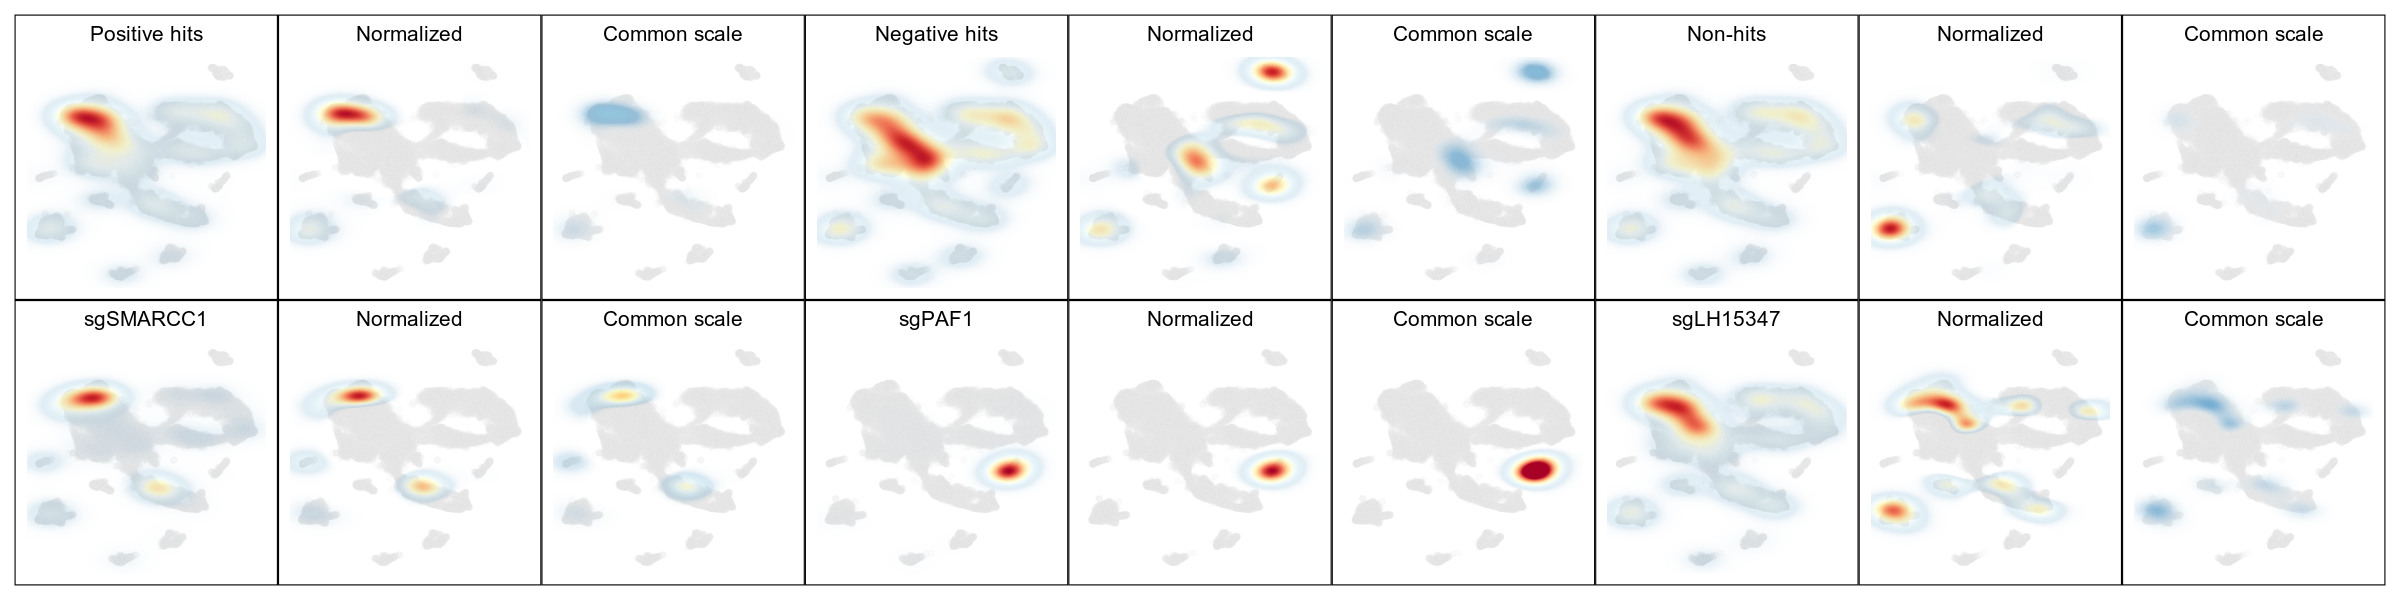 Positive hits
Normalized
Common scale
Negative hits
Normalized
Common scale
Non-hits
Normalized
Common scale
sgSMARCC1
Normalized
Common scale
sgPAF1
Normalized
Common scale
sgLH15347
Normalized
Common scale